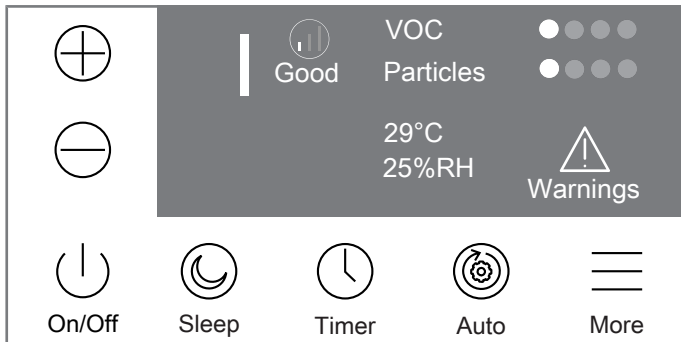 VOC
Good
Particles
29°C
25%RH
Warnings
On/Off
Sleep
Timer
Auto
More